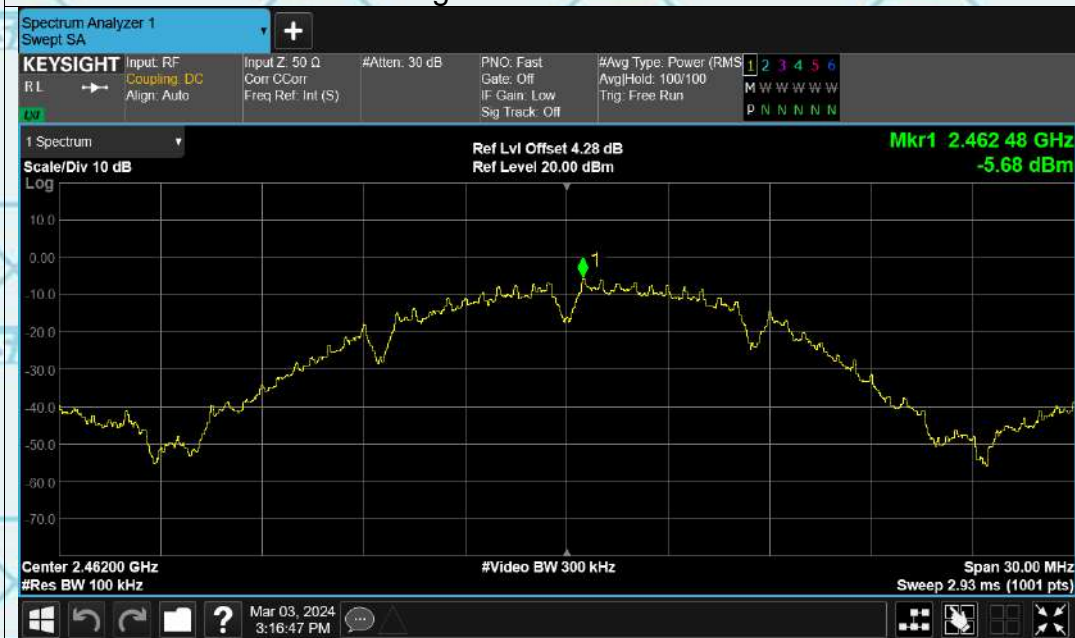 Spectrum Analyzer 1
Swept SA
+
KEYSIGHT
RL
LXI
Input: RF
Coupling: DC
Align: Auto
Input Z: 50 Ω
Corr CCorr
Freq Ref: Int (S)
#Atten: 30 dB
PNO: Fast
Gate: Off
IF Gain: Low
Sig Track: Off
#Avg Type: Power (RMS
Avg|Hold: 100/100
Trig: Free Run
1 2 3 4 5 6
M W W W W W
P N N N N N
1 Spectrum
Scale/Div 10 dB
Ref Lvl Offset 4.28 dB
Ref Level 20.00 dBm
Mkr1 2.462 48 GHz
-5.68 dBm
Log
10.0
0.00
-10.0
-20.0
-30.0
-40.0
-50.0
-60.0
-70.0
1
Center 2.46200 GHz
#Res BW 100 kHz
#Video BW 300 kHz
Span 30.00 MHz
Sweep 2.93 ms (1001 pts)
?
Mar 03, 2024
3:16:47 PM